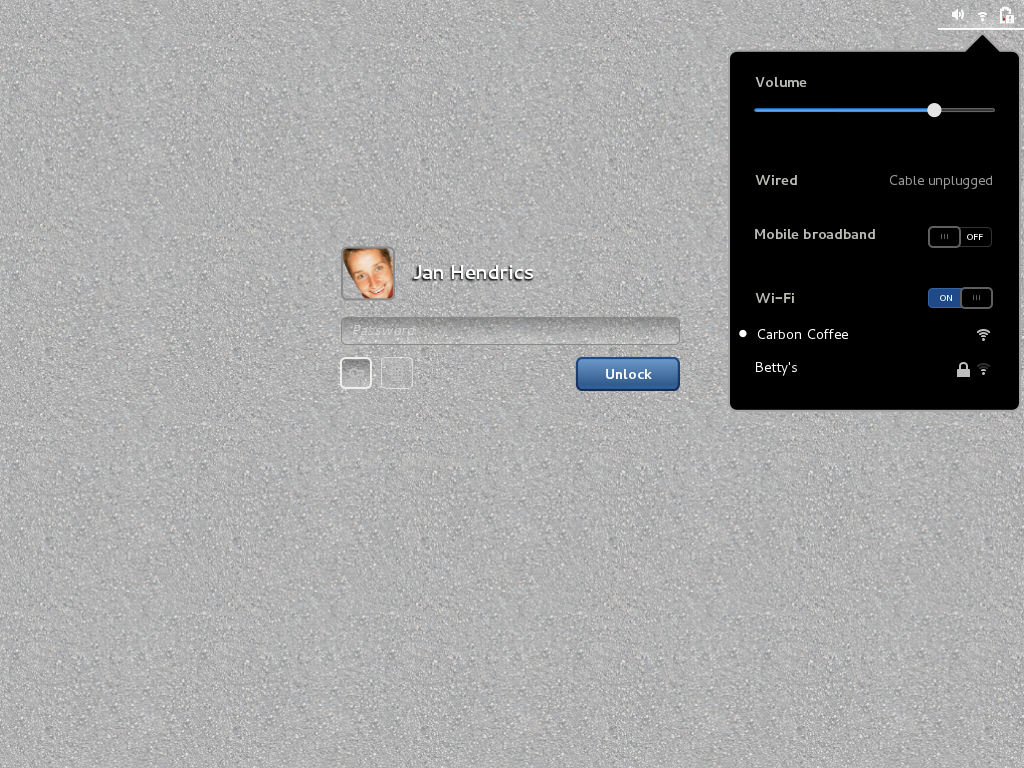 Volume
Wired Cable unplugged
Mobile broadband OFF
Jan Hendrics
Wi-Fi ON
Password
Carbon Coffee
Betty's
Unlock